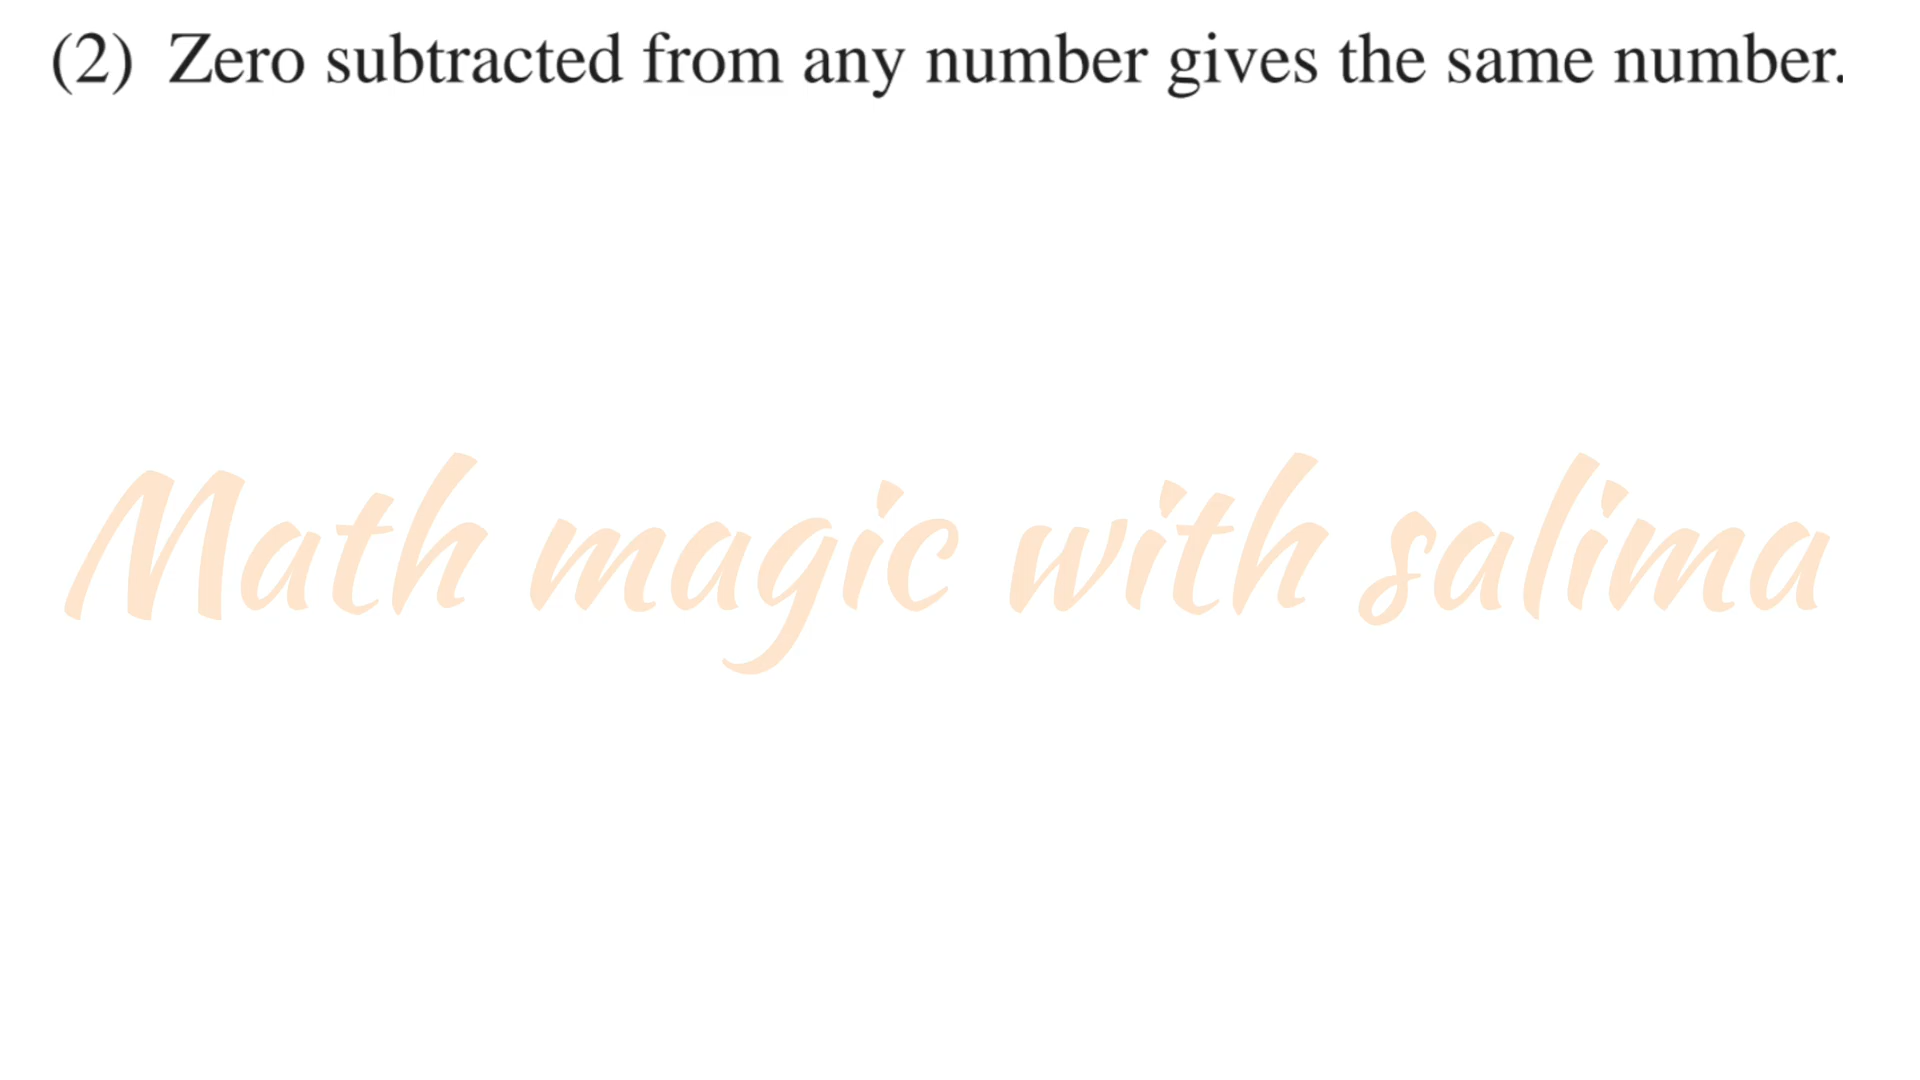 (2) Zero subtracted from any number gives the same number.
Math magic with salima